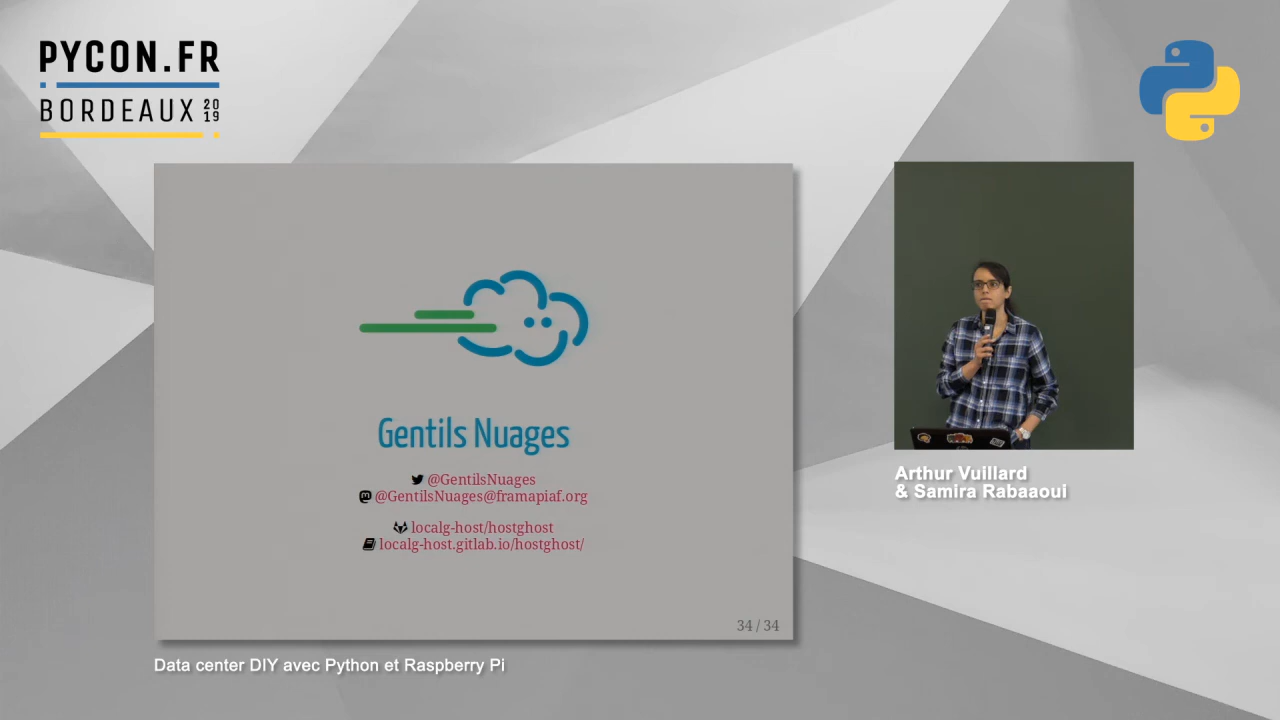 PYCON.FR
BORDEAUX 2019
Gentils Nuages
@GentilsNuages
@GentilsNuages@framapiaf.org
localg-host/hostghost
localg-host.gitlab.io/hostghost/
34 / 34
Arthur Vuillard
& Samira Rabaaoui
Data center DIY avec Python et Raspberry Pi